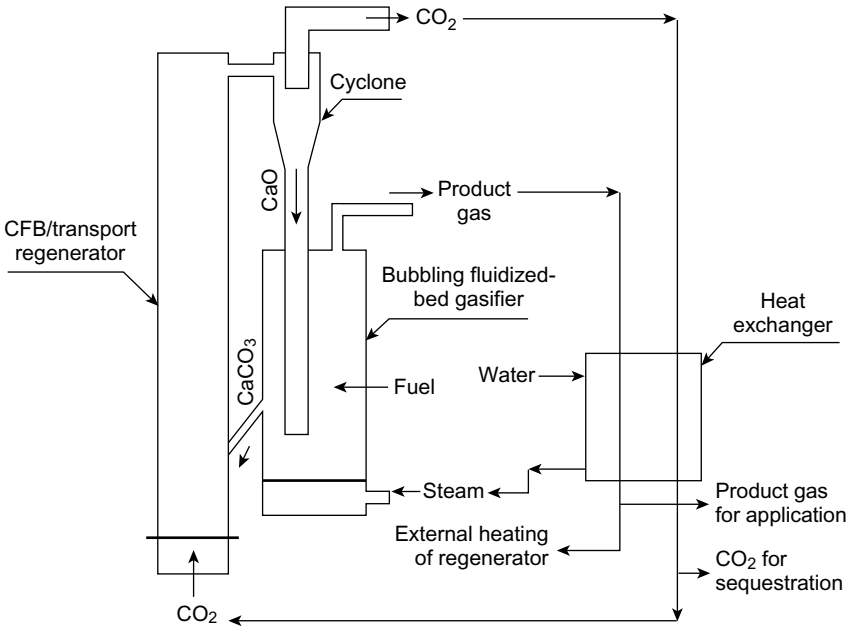 CO₂
Cyclone
CaO
Product
gas
CFB/transport
regenerator
Bubbling fluidized-
bed gasifier
Heat
exchanger
CaCO₃
Water
Fuel
Steam
Product gas
for application
External heating
of regenerator
CO₂ for
sequestration
CO₂